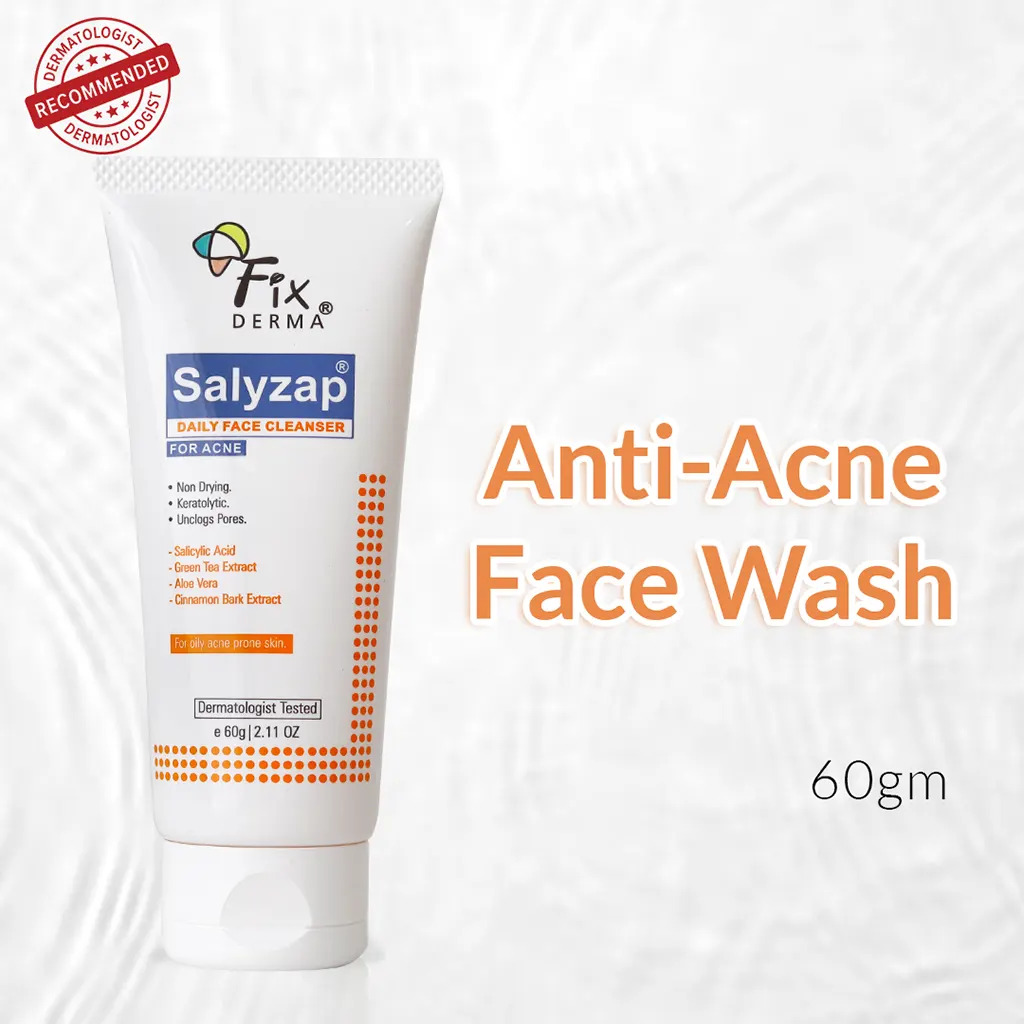 DERMATOLOGIST
RECOMMENDED
DERMATOLOGIST
Fix
DERMA®
Salyzap®
DAILY FACE CLEANSER
FOR ACNE
• Non Drying.
• Keratolytic.
• Unclogs Pores.
- Salicylic Acid
- Green Tea Extract
- Aloe Vera
- Cinnamon Bark Extract
For oily acne prone skin.
Dermatologist Tested
e 60g|2.11 OZ
Anti-Acne
Face Wash
60gm